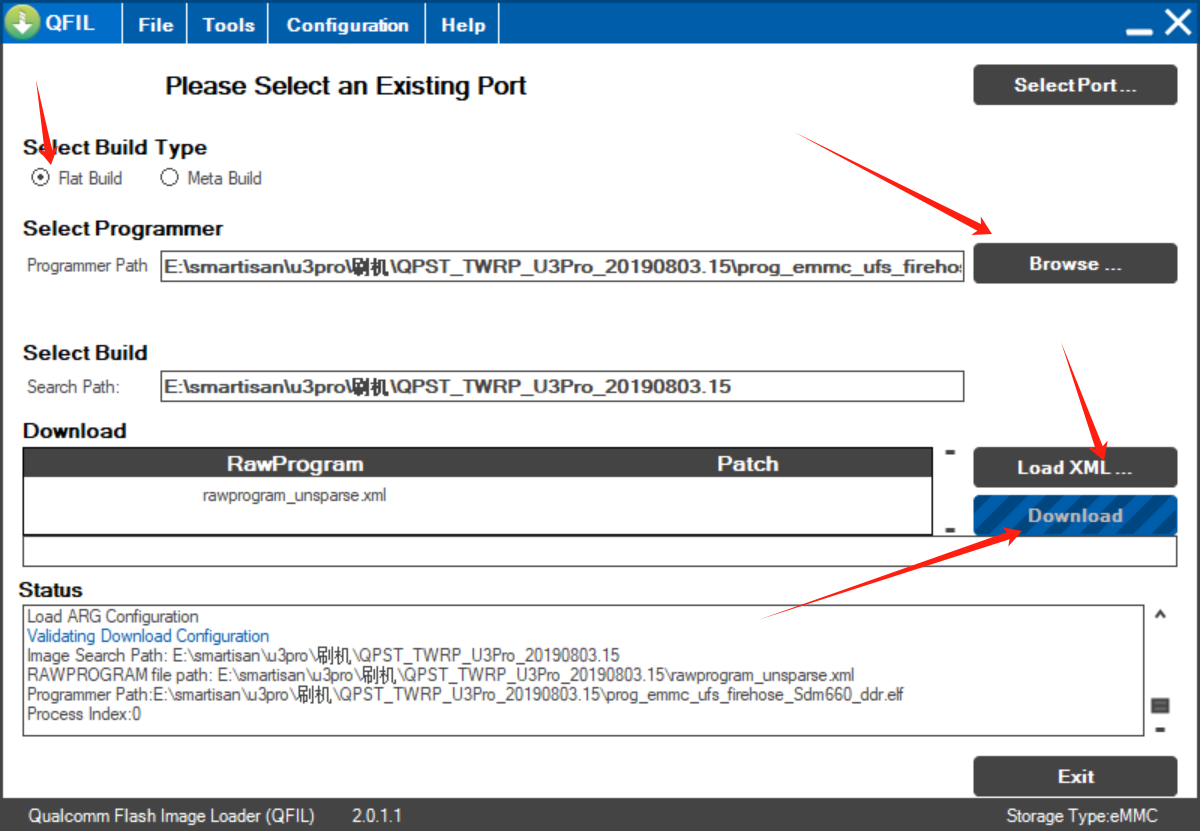 QFIL File Tools Configuration Help
Please Select an Existing Port
Select Port ...
Select Build Type
Flat Build Meta Build
Select Programmer
Programmer Path E:\smartisan\u3pro\刷机\QPST_TWRP_U3Pro_20190803.15\prog_emmc_ufs_fireho
Browse ...
Select Build
Search Path: E:\smartisan\u3pro\刷机\QPST_TWRP_U3Pro_20190803.15
Download
RawProgram Patch
Load XML ...
rawprogram_unsparse.xml
Download
Status
Load ARG Configuration
Validating Download Configuration
Image Search Path: E:\smartisan\u3pro\刷机\QPST_TWRP_U3Pro_20190803.15
RAWPROGRAM file path: E:\smartisan\u3pro\刷机\QPST_TWRP_U3Pro_20190803.15\rawprogram_unsparse.xml
Programmer Path:E:\smartisan\u3pro\刷机\QPST_TWRP_U3Pro_20190803.15\prog_emmc_ufs_firehose_Sdm660_ddr.elf
Process Index:0
Exit
Qualcomm Flash Image Loader (QFIL) 2.0.1.1 Storage Type:eMMC